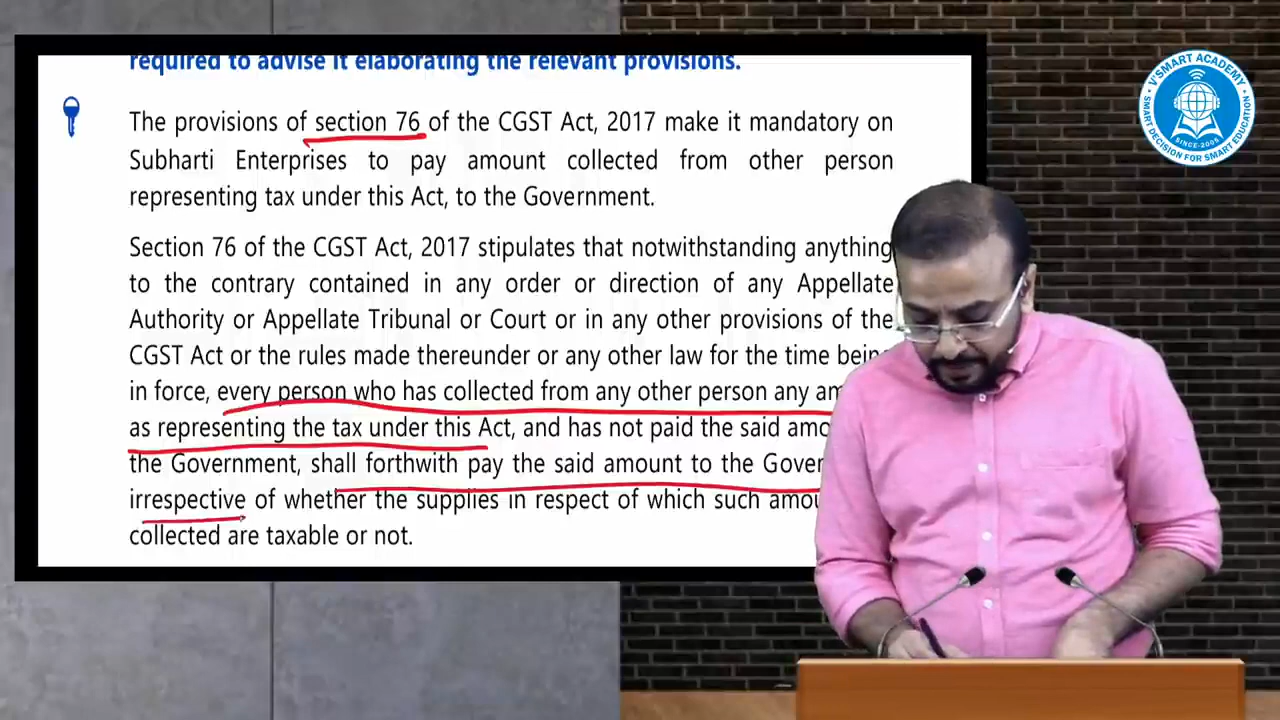 required to advise it elaborating the relevant provisions.
The provisions of section 76 of the CGST Act, 2017 make it mandatory on
Subharti Enterprises to pay amount collected from other person
representing tax under this Act, to the Government.
Section 76 of the CGST Act, 2017 stipulates that notwithstanding anything
to the contrary contained in any order or direction of any Appellate
Authority or Appellate Tribunal or Court or in any other provisions of the
CGST Act or the rules made thereunder or any other law for the time being
in force, every person who has collected from any other person any
as representing the tax under this Act, and has not paid the said
the Government, shall forthwith pay the said amount to the
irrespective of whether the supplies in respect of which such
collected are taxable or not.
V'SMART ACADEMY
SMART DECISION FOR SMART EDUCATION
SINCE-2005